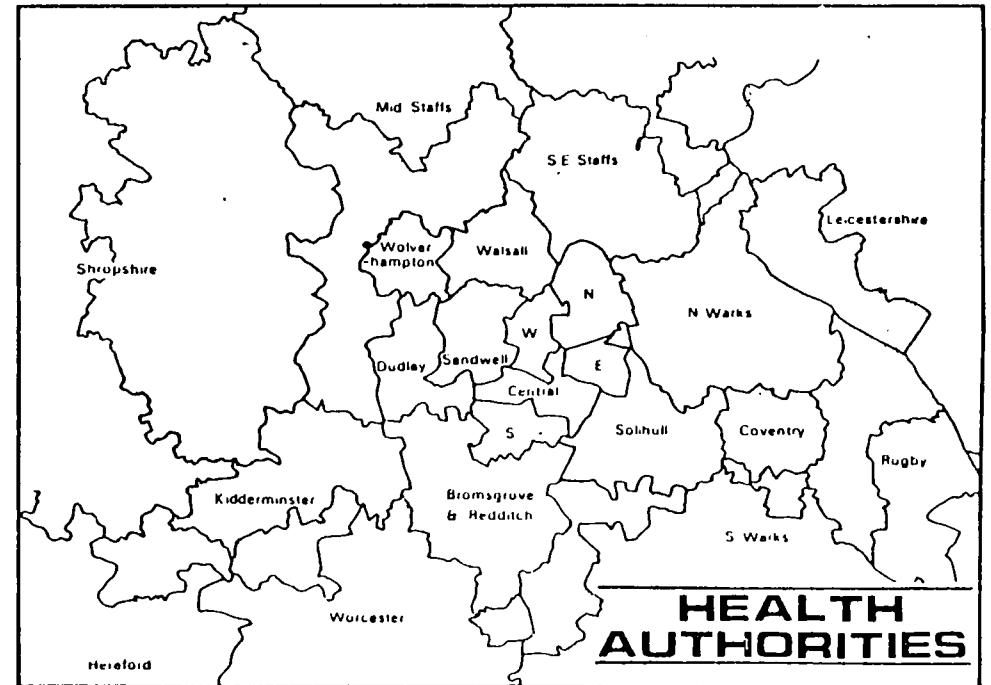 Mid Staffs
S E Staffs
Leicestershire
Wolver
-hampton
Walsall
Shropshire
N
N Warks
W
Dudley
Sandwell
E
Central
S
Solihull
Coventry
Rugby
Kidderminster
Bromsgrove
& Redditch
S Warks
Worcester
Hereford
HEALTH
AUTHORITIES